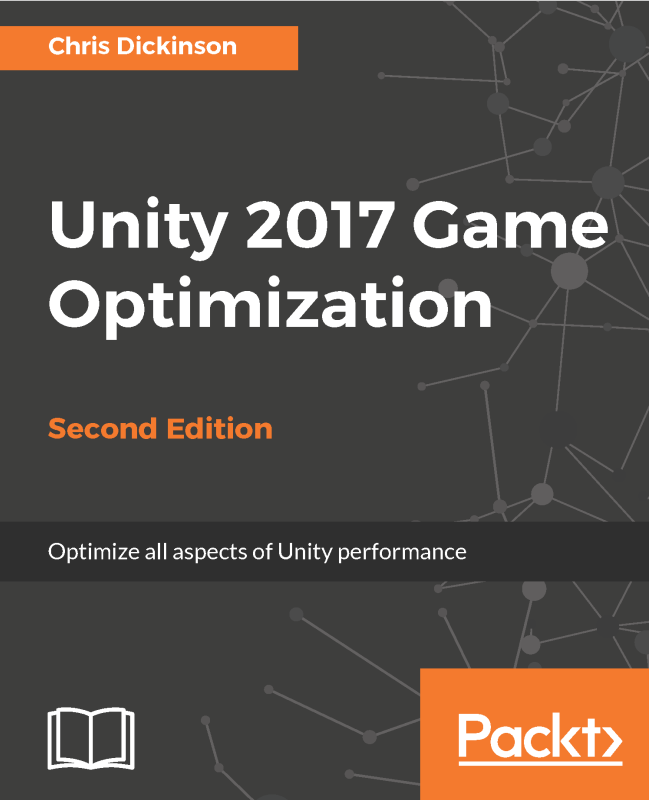 Chris Dickinson
Unity 2017 Game
Optimization
Second Edition
Optimize all aspects of Unity performance
Packt